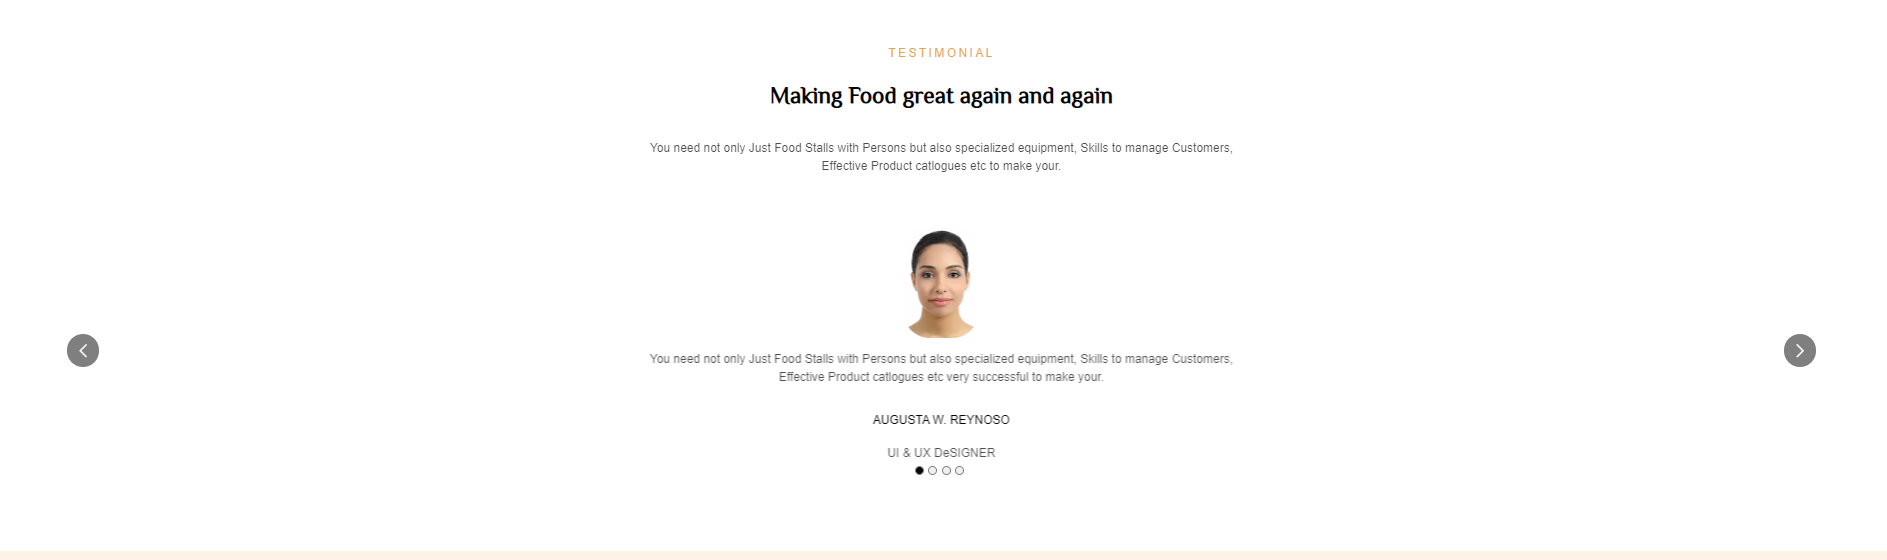 TESTIMONIAL
Making Food great again and again
You need not only Just Food Stalls with Persons but also specialized equipment, Skills to manage Customers,
Effective Product catlogues etc to make your.
You need not only Just Food Stalls with Persons but also specialized equipment, Skills to manage Customers,
Effective Product catlogues etc very successful to make your.
AUGUSTA W. REYNOSO
UI & UX DeSIGNER